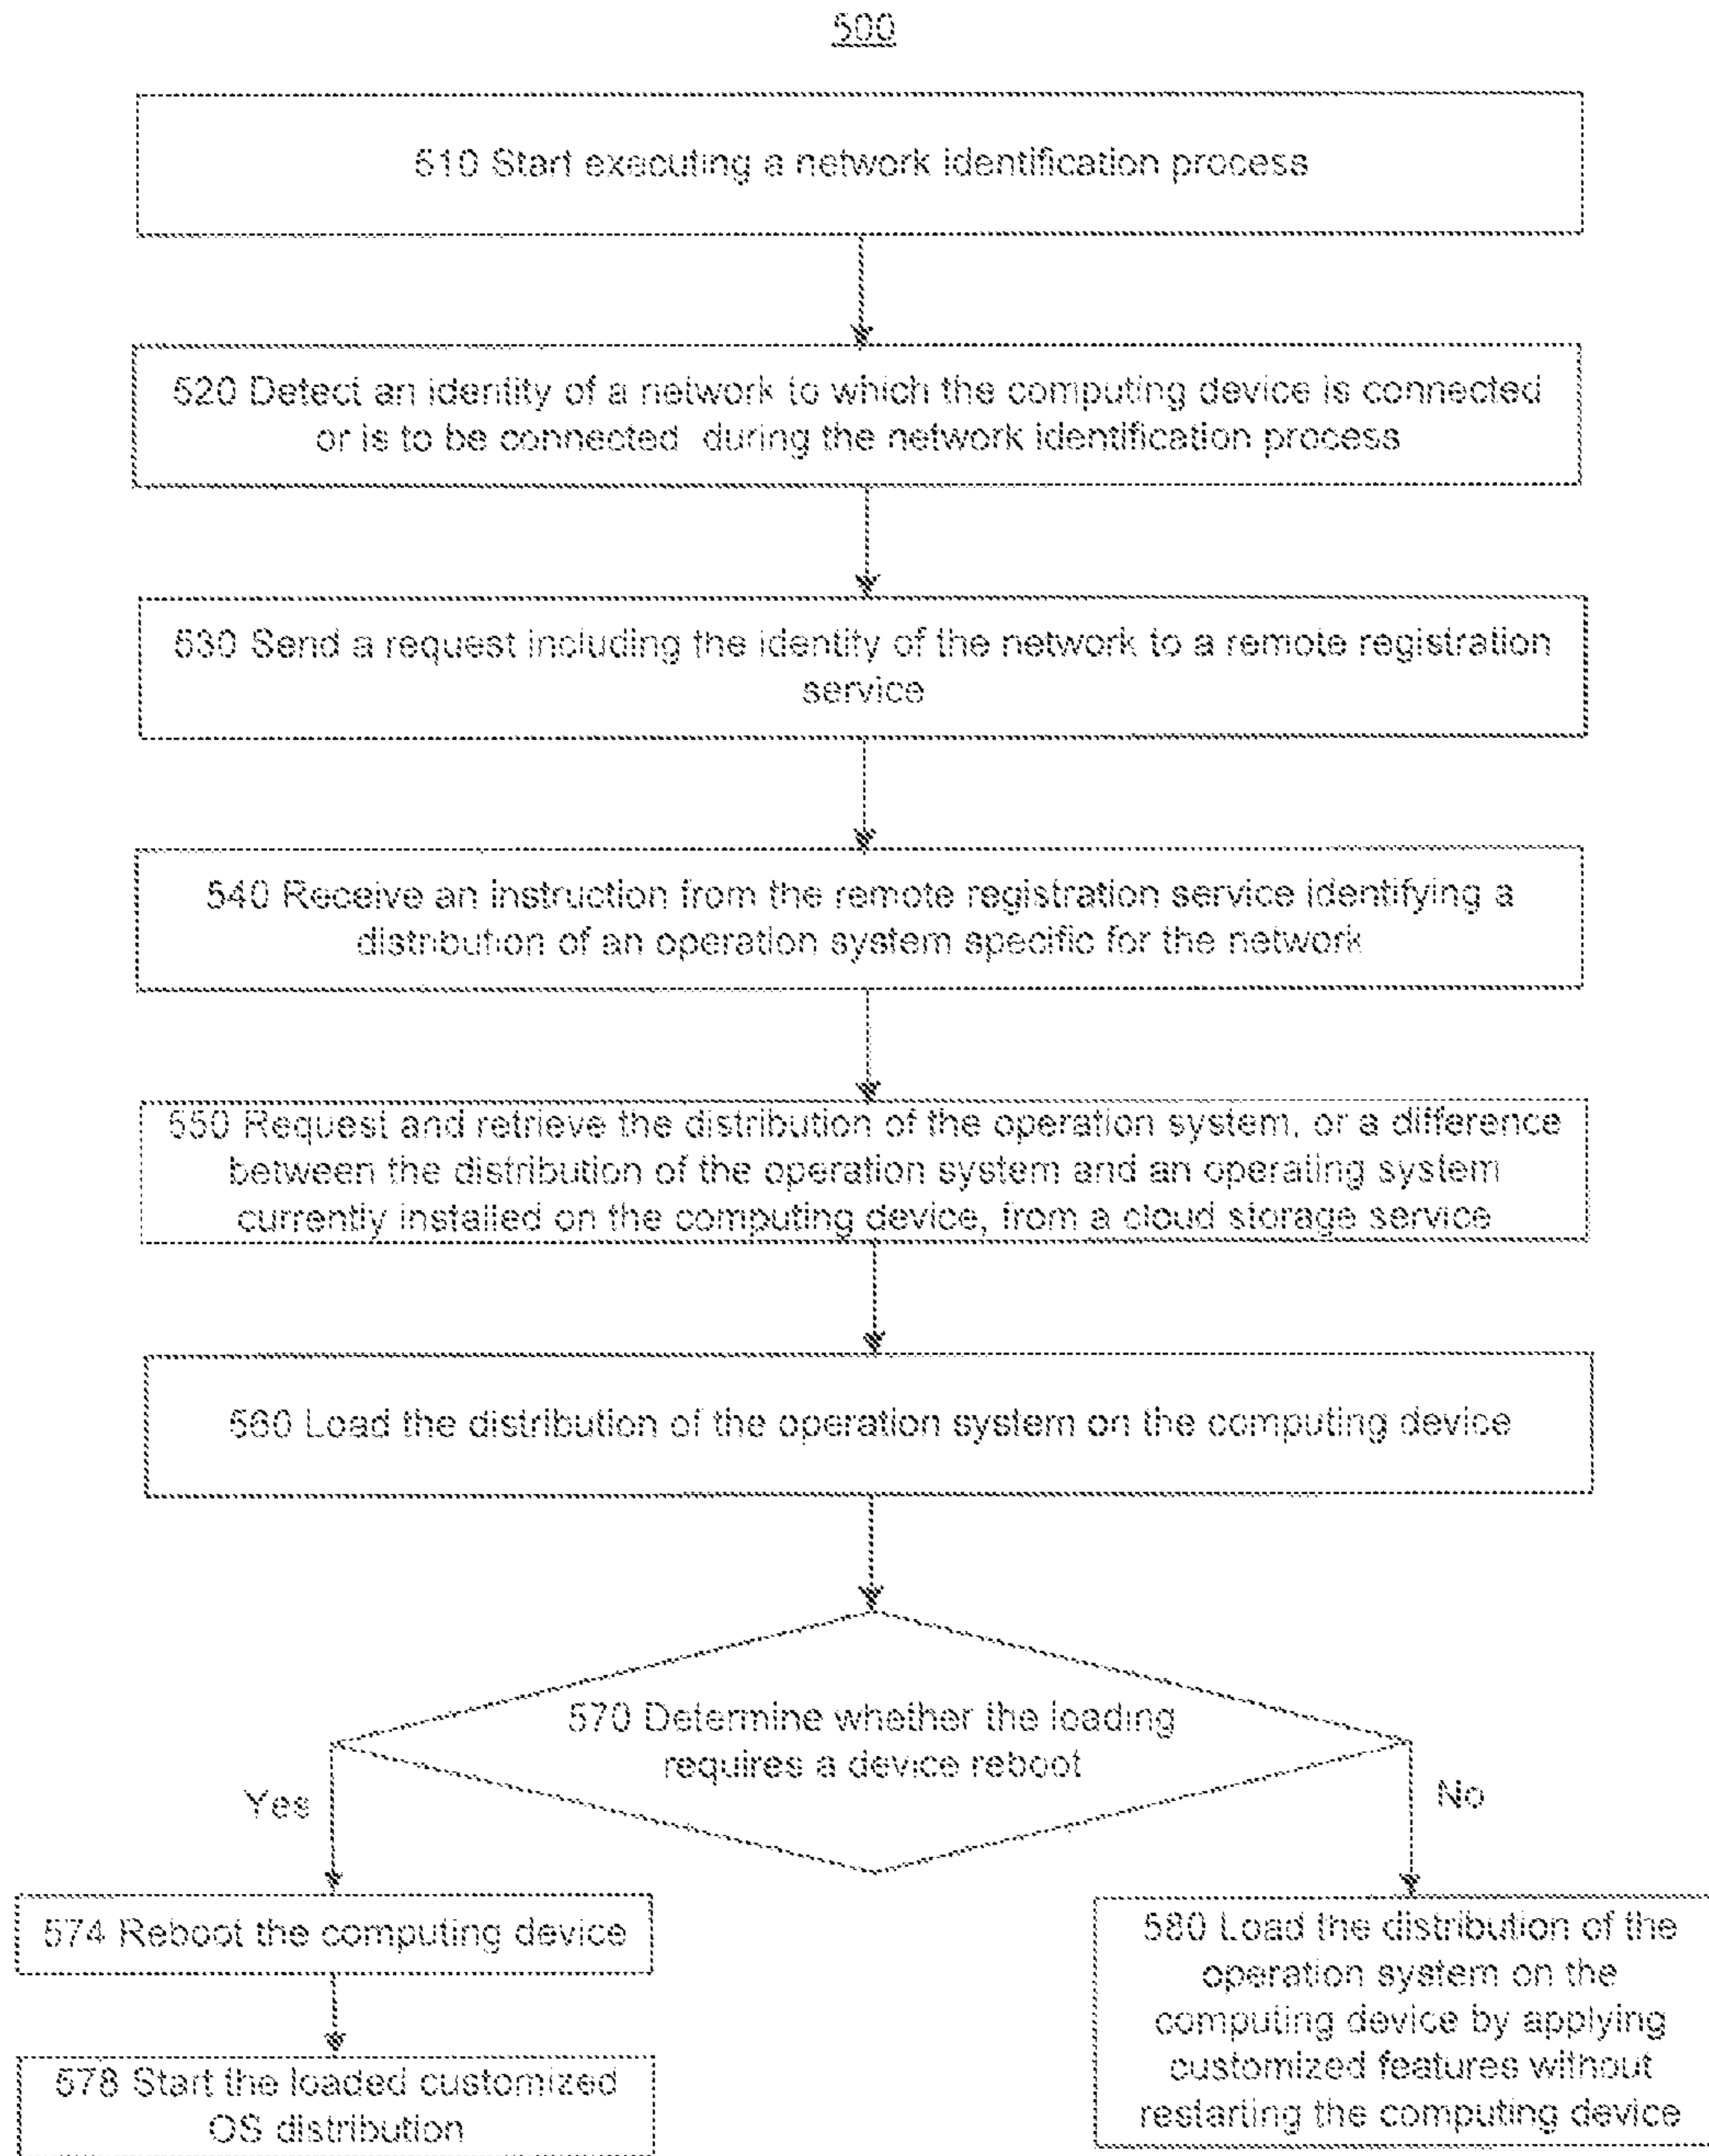 500
510 Start executing a network identification process
520 Detect an identity of a network to which the computing device is connected
or is to be connected during the network identification process
530 Send a request including the identity of the network to a remote registration
service
540 Receive an instruction from the remote registration service identifying a
distribution of an operation system specific for the network
550 Request and retrieve the distribution of the operation system, or a difference
between the distribution of the operation system and an operating system
currently installed on the computing device, from a cloud storage service
560 Load the distribution of the operation system on the computing device
570 Determine whether the loading
requires a device reboot
Yes
No
574 Reboot the computing device
578 Start the loaded customized
OS distribution
580 Load the distribution of the
operation system on the
computing device by applying
customized features without
restarting the computing device